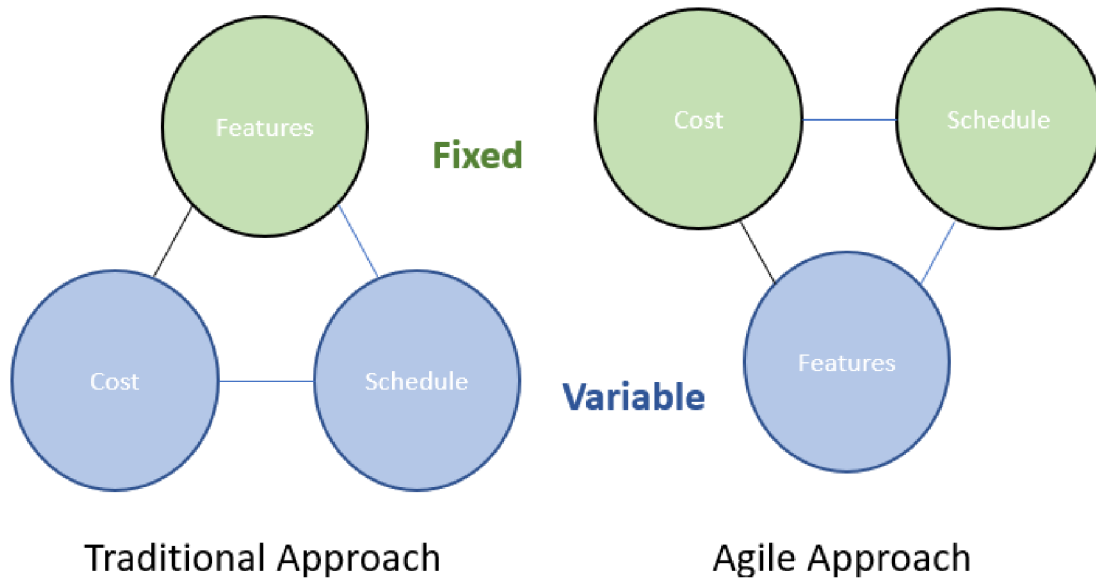 Features
Cost
Schedule
Fixed
Cost
Schedule
Features
Variable
Traditional Approach
Agile Approach